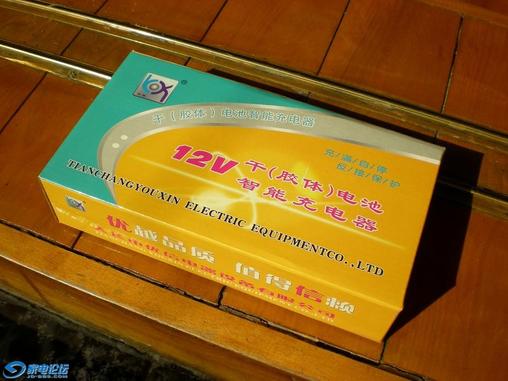 ®
干(胶体)电池智能充电器
充/满/自/停
反/接/保/护
12V 干(胶体)电池
智能充电器
TIANCHANGYOUXIN ELECTRIC EQUIPMENTCO.,LTD
优越品质 值得信赖
家电论坛